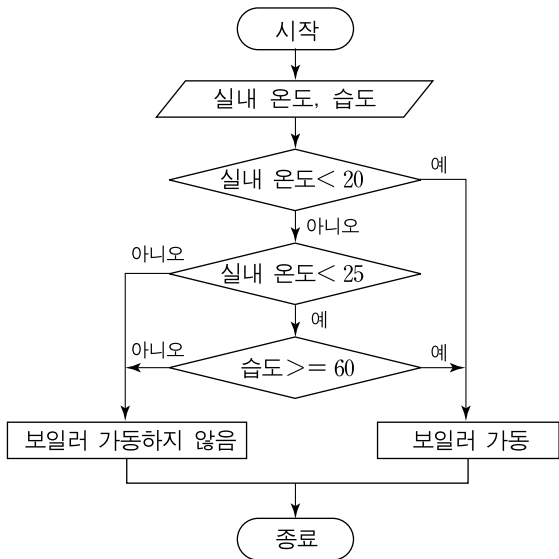 시작
실내 온도, 습도
실내 온도< 20
예
아니오
아니오
실내 온도< 25
예
아니오
습도>= 60
예
보일러 가동하지 않음
보일러 가동
종료